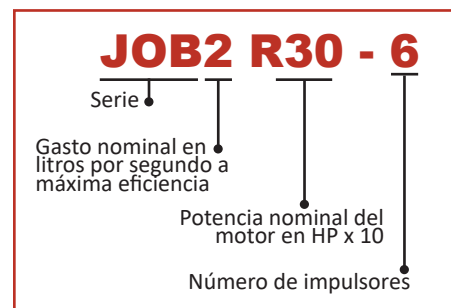 JOB2 R30 - 6
Serie
Gasto nominal en
litros por segundo a
máxima eficiencia
Potencia nominal del
motor en HP x 10
Número de impulsores